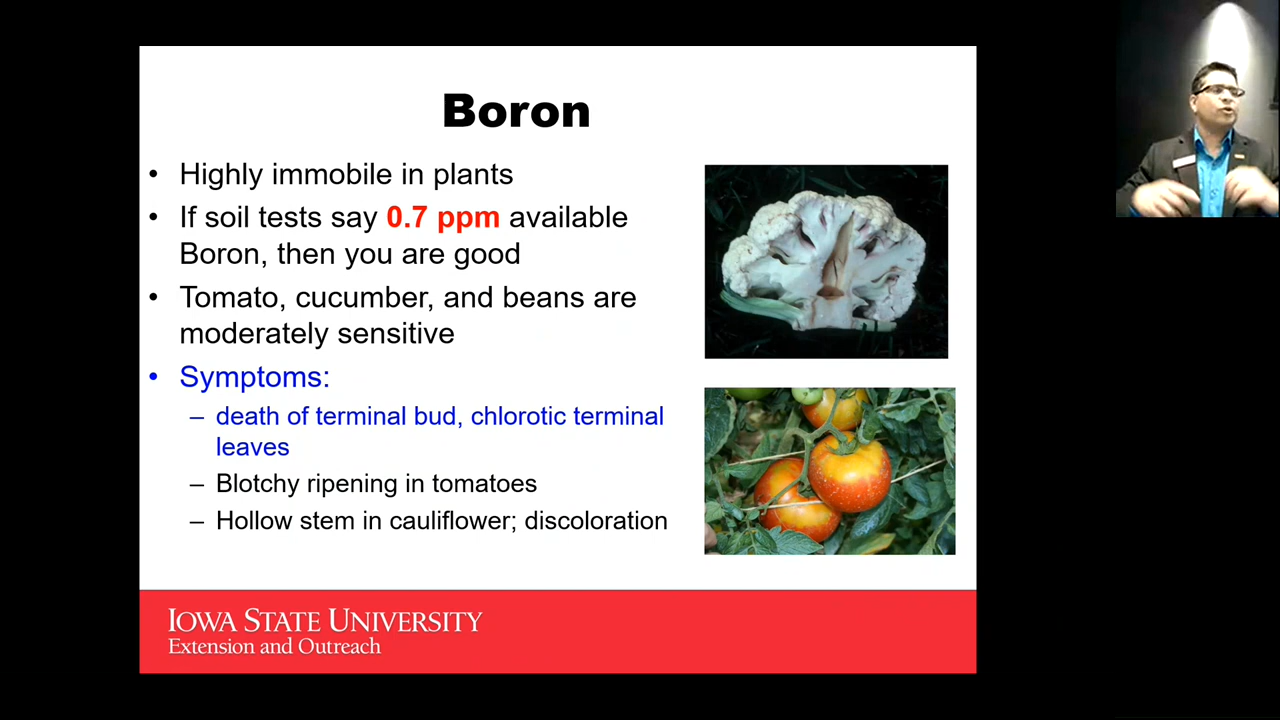 Boron
• Highly immobile in plants
• If soil tests say 0.7 ppm available
Boron, then you are good
• Tomato, cucumber, and beans are
moderately sensitive
• Symptoms:
– death of terminal bud, chlorotic terminal
leaves
– Blotchy ripening in tomatoes
– Hollow stem in cauliflower; discoloration
IOWA STATE UNIVERSITY
Extension and Outreach